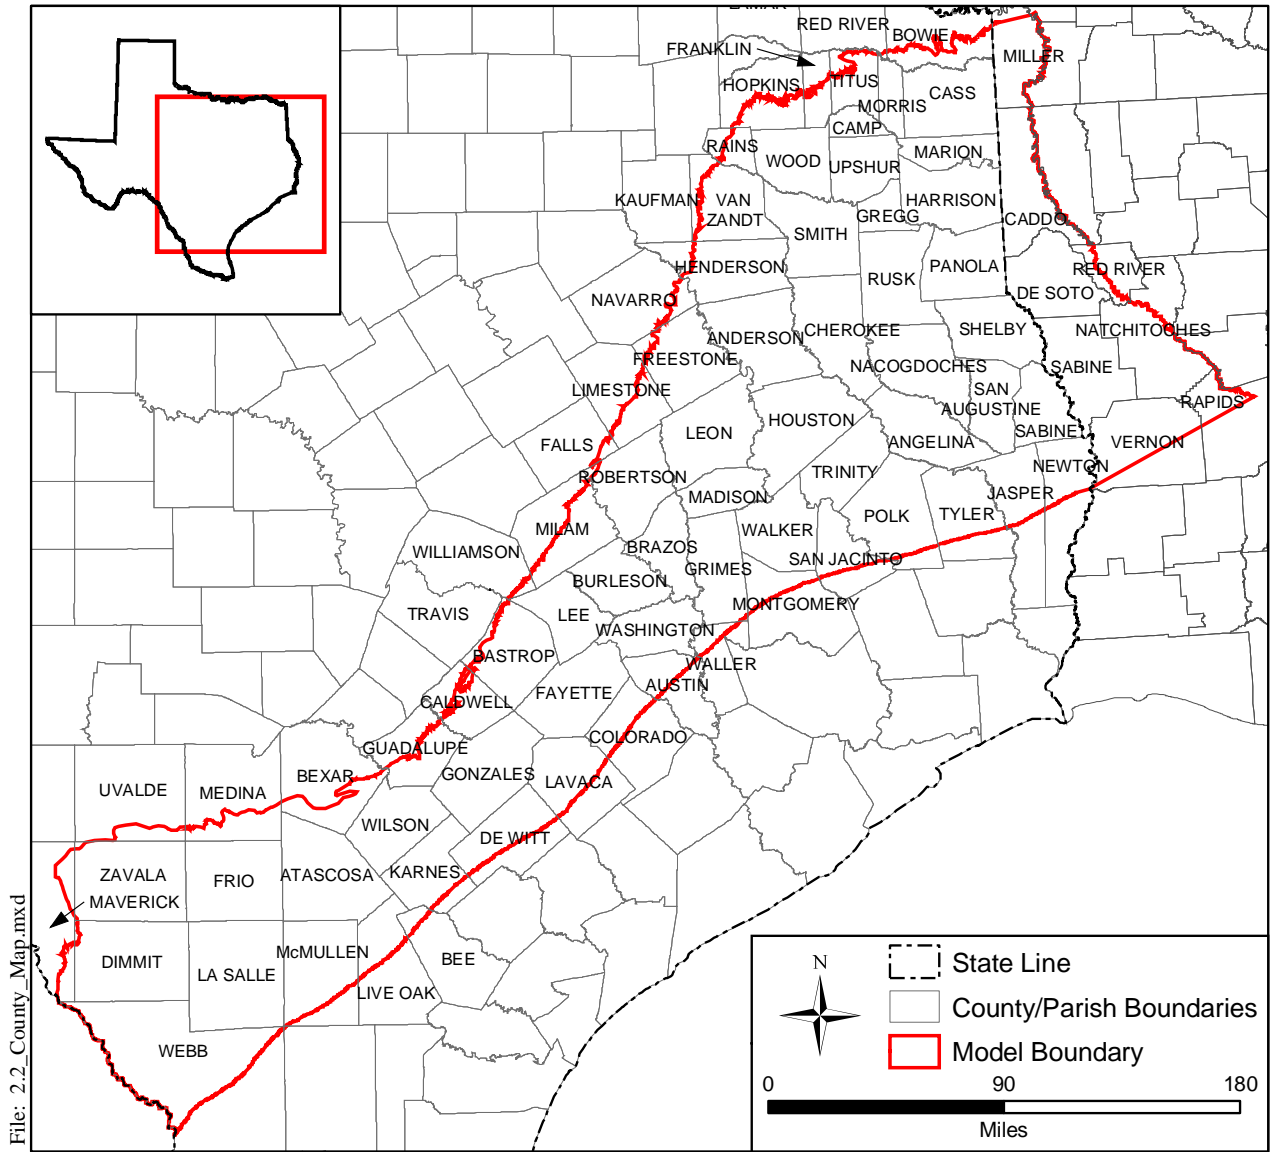 LAMAR
RED RIVER
BOWIE
FRANKLIN
MILLER
HOPKINS
TITUS
CASS
MORRIS
CAMP
RAINS
WOOD
MARION
UPSHUR
KAUFMAN
VAN
ZANDT
HARRISON
GREGG
CADDO
SMITH
HENDERSON
RUSK
PANOLA
RED RIVER
DE SOTO
NAVARRO
ANDERSON
CHEROKEE
SHELBY
NATCHITOCHES
FREESTONE
NACOGDOCHES
SABINE
LIMESTONE
SAN
AUGUSTINE
RAPIDS
HOUSTON
LEON
SABINE
FALLS
ANGELINA
VERNON
ROBERTSON
TRINITY
NEWTON
MADISON
JASPER
MILAM
WALKER
POLK
TYLER
WILLIAMSON
BRAZOS
GRIMES
SAN JACINTO
BURLESON
TRAVIS
LEE
MONTGOMERY
WASHINGTON
BASTROP
WALLER
CALDWELL
FAYETTE
AUSTIN
GUADALUPE
COLORADO
BEXAR
GONZALES
LAVACA
UVALDE
MEDINA
WILSON
DE WITT
ZAVALA
FRIO
ATASCOSA
KARNES
MAVERICK
DIMMIT
LA SALLE
McMULLEN
BEE
LIVE OAK
WEBB
N
State Line
County/Parish Boundaries
Model Boundary
0 90 180
Miles
File: 2.2_County_Map.mxd